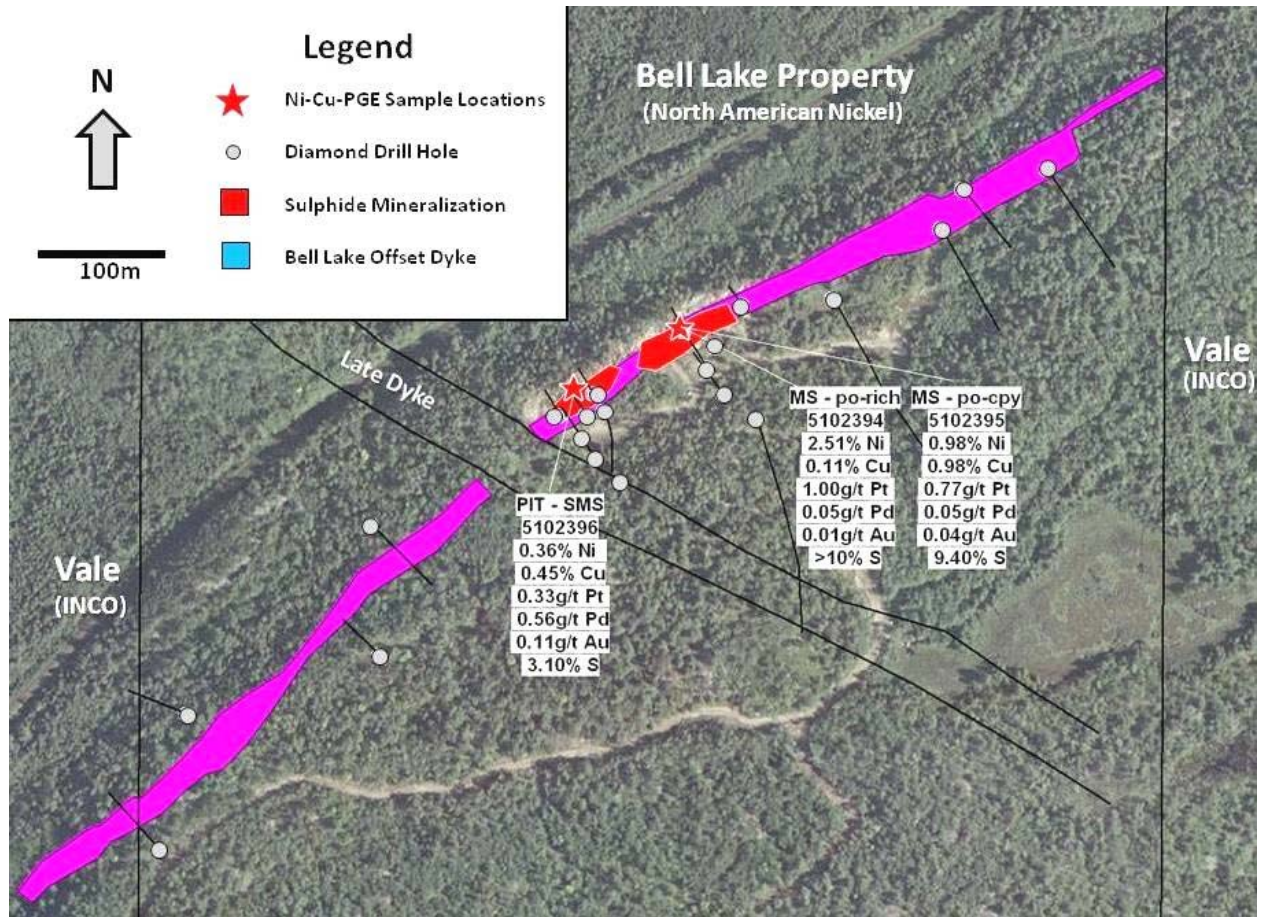 Legend
N
Ni-Cu-PGE Sample Locations
Diamond Drill Hole
Sulphide Mineralization
Bell Lake Offset Dyke
100m
Bell Lake Property
(North American Nickel)
Late Dyke
Vale
(INCO)
Vale
(INCO)
MS - po-rich
5102394
2.51% Ni
0.11% Cu
1.00g/t Pt
0.05g/t Pd
0.01g/t Au
>10% S
MS - po-cpy
5102395
0.98% Ni
0.98% Cu
0.77g/t Pt
0.05g/t Pd
0.04g/t Au
9.40% S
PIT - SMS
5102396
0.36% Ni
0.45% Cu
0.33g/t Pt
0.56g/t Pd
0.11g/t Au
3.10% S